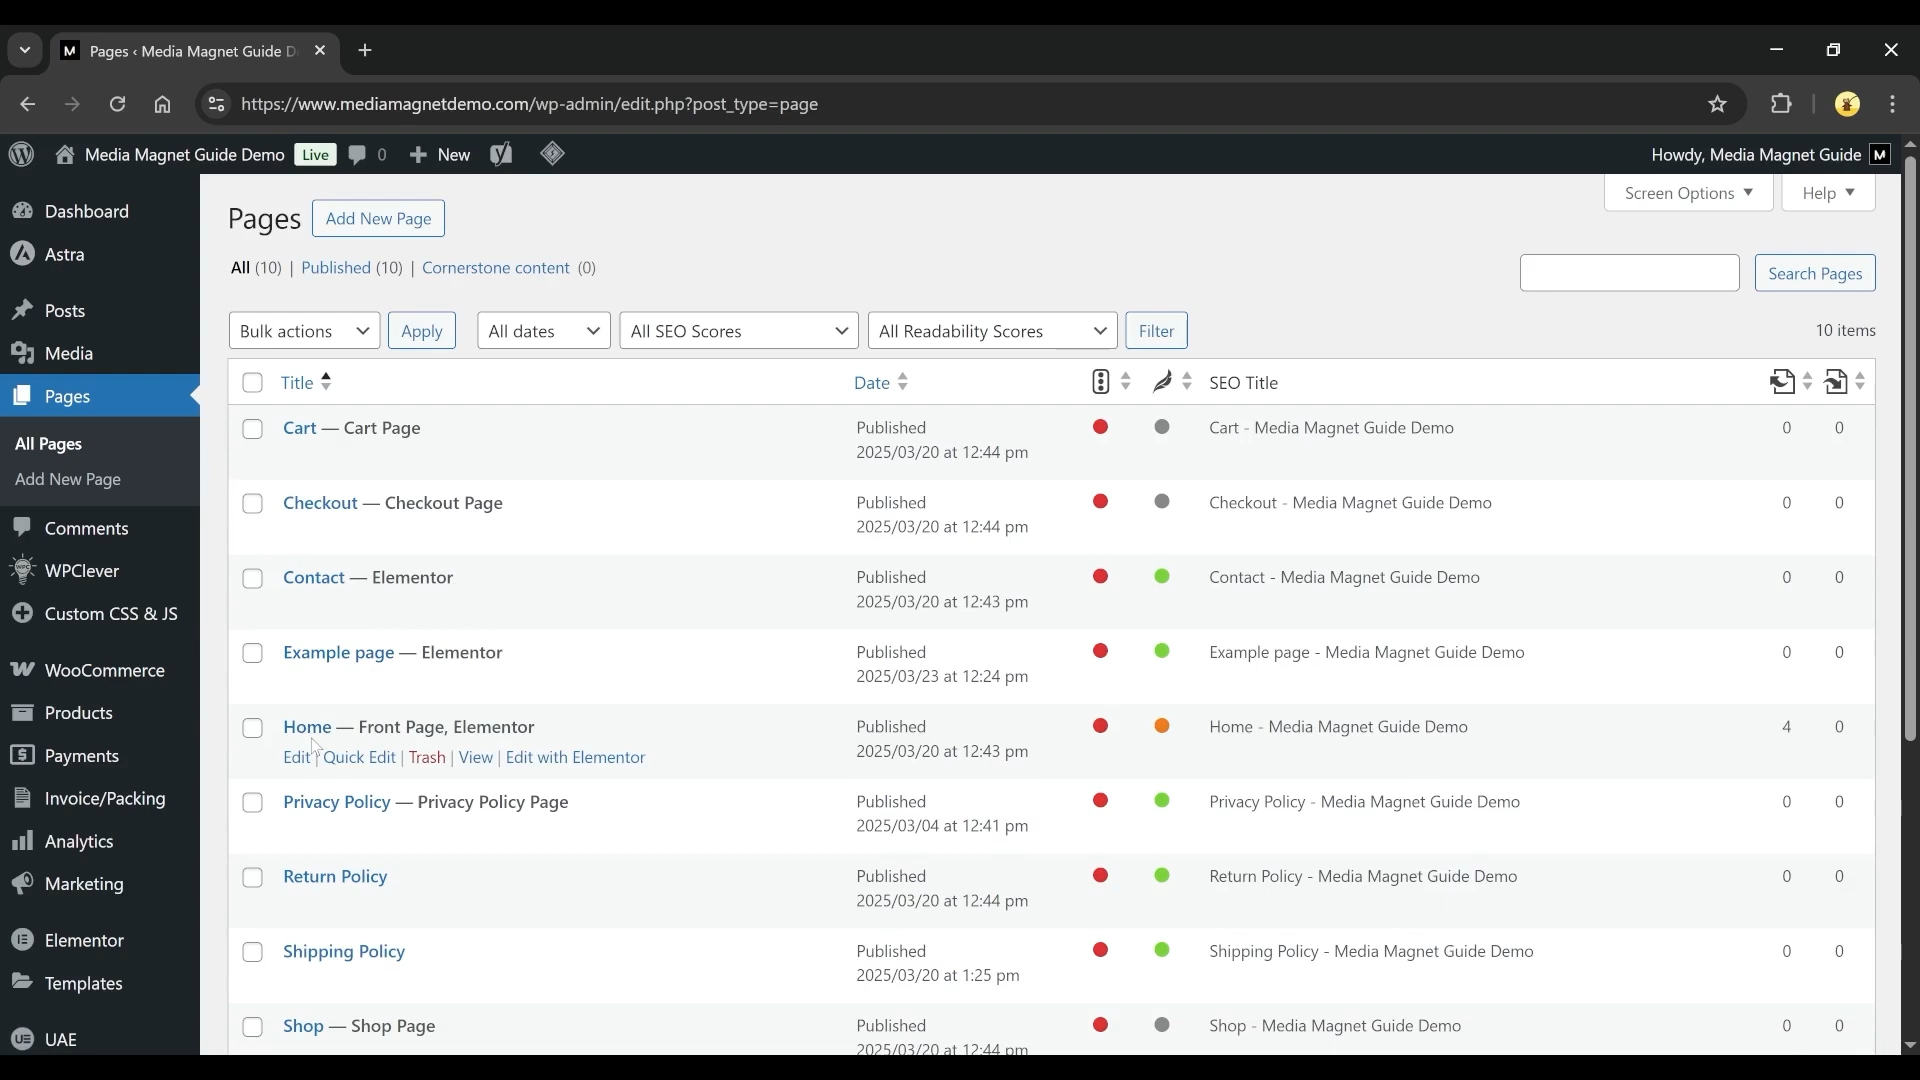 Pages ‹ Media Magnet Guide D
https://www.mediamagnetdemo.com/wp-admin/edit.php?post_type=page
Media Magnet Guide Demo Live 0 New Howdy, Media Magnet Guide M
Screen Options Help
Dashboard
Astra
Posts
Media
Pages
All Pages
Add New Page
Comments
WPClever
Custom CSS & JS
WooCommerce
Products
Payments
Invoice/Packing
Analytics
Marketing
Elementor
Templates
UAE
Pages Add New Page
All (10) | Published (10) | Cornerstone content (0)
Search Pages
Bulk actions Apply All dates All SEO Scores All Readability Scores Filter 10 items
Title Date SEO Title
Cart — Cart Page Published Cart - Media Magnet Guide Demo 0 0
2025/03/20 at 12:44 pm
Checkout — Checkout Page Published Checkout - Media Magnet Guide Demo 0 0
2025/03/20 at 12:44 pm
Contact — Elementor Published Contact - Media Magnet Guide Demo 0 0
2025/03/20 at 12:43 pm
Example page — Elementor Published Example page - Media Magnet Guide Demo 0 0
2025/03/23 at 12:24 pm
Home — Front Page, Elementor Published Home - Media Magnet Guide Demo 4 0
Edit | Quick Edit | Trash | View | Edit with Elementor 2025/03/20 at 12:43 pm
Privacy Policy — Privacy Policy Page Published Privacy Policy - Media Magnet Guide Demo 0 0
2025/03/04 at 12:41 pm
Return Policy Published Return Policy - Media Magnet Guide Demo 0 0
2025/03/20 at 12:44 pm
Shipping Policy Published Shipping Policy - Media Magnet Guide Demo 0 0
2025/03/20 at 1:25 pm
Shop — Shop Page Published Shop - Media Magnet Guide Demo 0 0
2025/03/20 at 12:44 pm